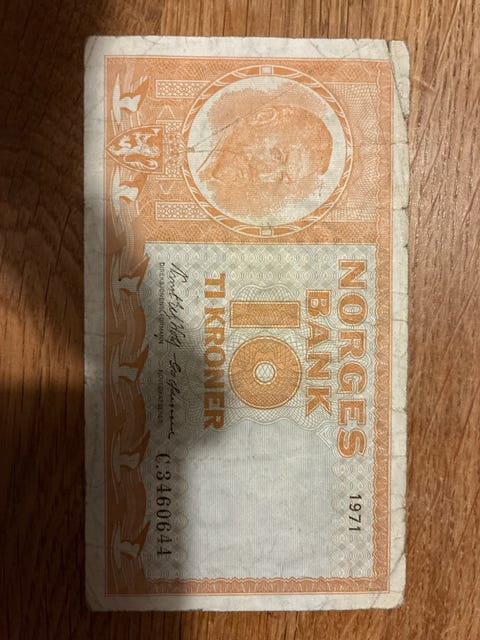 NORGES
BANK
1971
10
TI KRONER
C.3460644